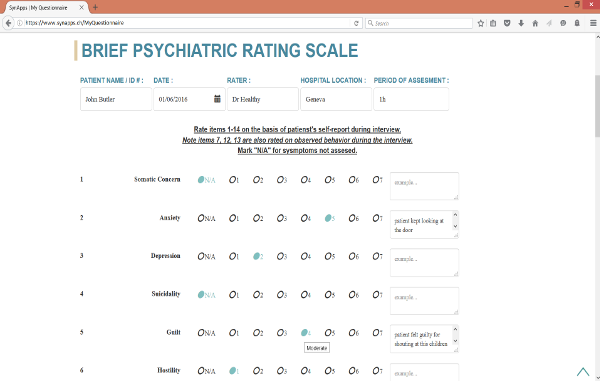 SynApps | My Questionnaire
https://www.synapps.ch/MyQuestionnaire
Search
BRIEF PSYCHIATRIC RATING SCALE
PATIENT NAME / ID # : DATE : RATER : HOSPITAL LOCATION : PERIOD OF ASSESMENT :
John Butler 01/06/2016 Dr Healthy Geneva 1h
Rate items 1-14 on the basis of patienst's self-report during interview.
Note items 7, 12, 13 are also rated on observed behavior during the interview.
Mark "N/A" for sysmptoms not assesed.
1 Somatic Concern N/A 1 2 3 4 5 6 7 example...
2 Anxiety N/A 1 2 3 4 5 6 7 patient kept looking at
the door
3 Depression N/A 1 2 3 4 5 6 7 example...
4 Suicidality N/A 1 2 3 4 5 6 7 example...
5 Guilt N/A 1 2 3 4 5 6 7 patient felt guilty for
shouting at this children
Moderate
6 Hostility N/A 1 2 3 4 5 6 7 example...